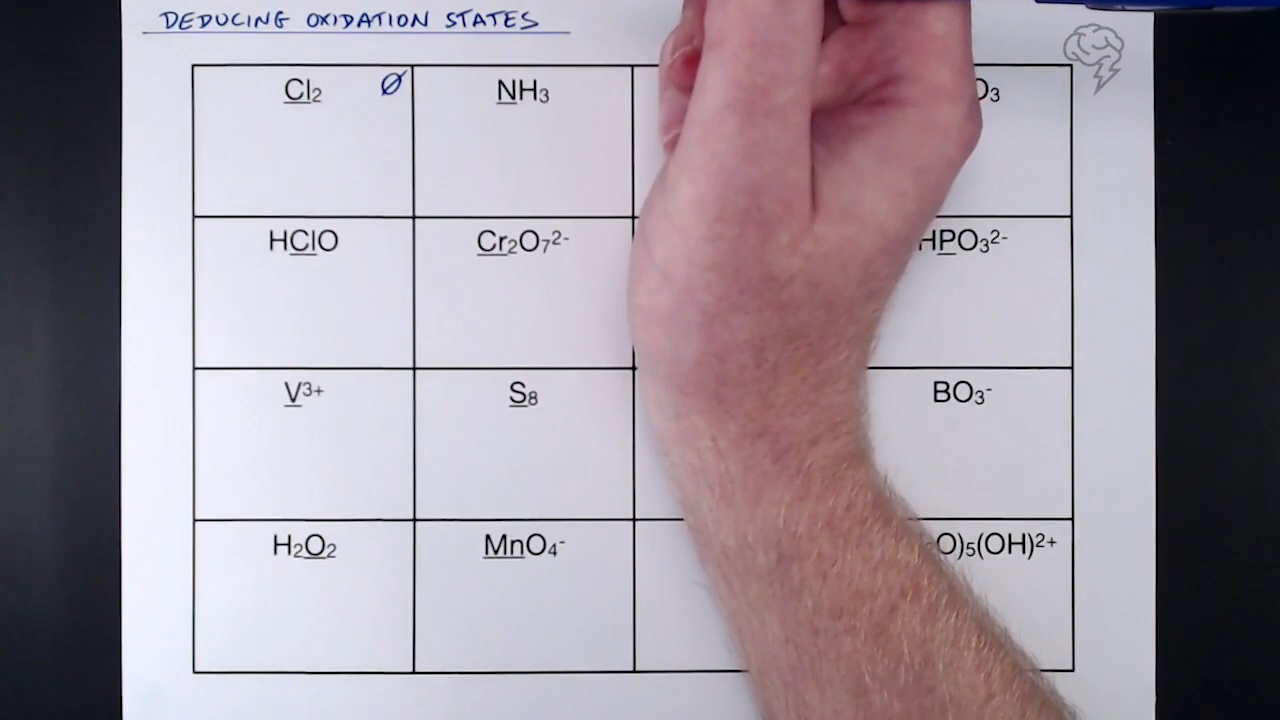 DEDUCING OXIDATION STATES
Cl2 Ø NH3 O3
HClO Cr2O7 2- HPO3 2-
V3+ S8 BO3-
H2O2 MnO4- O)5(OH)2+